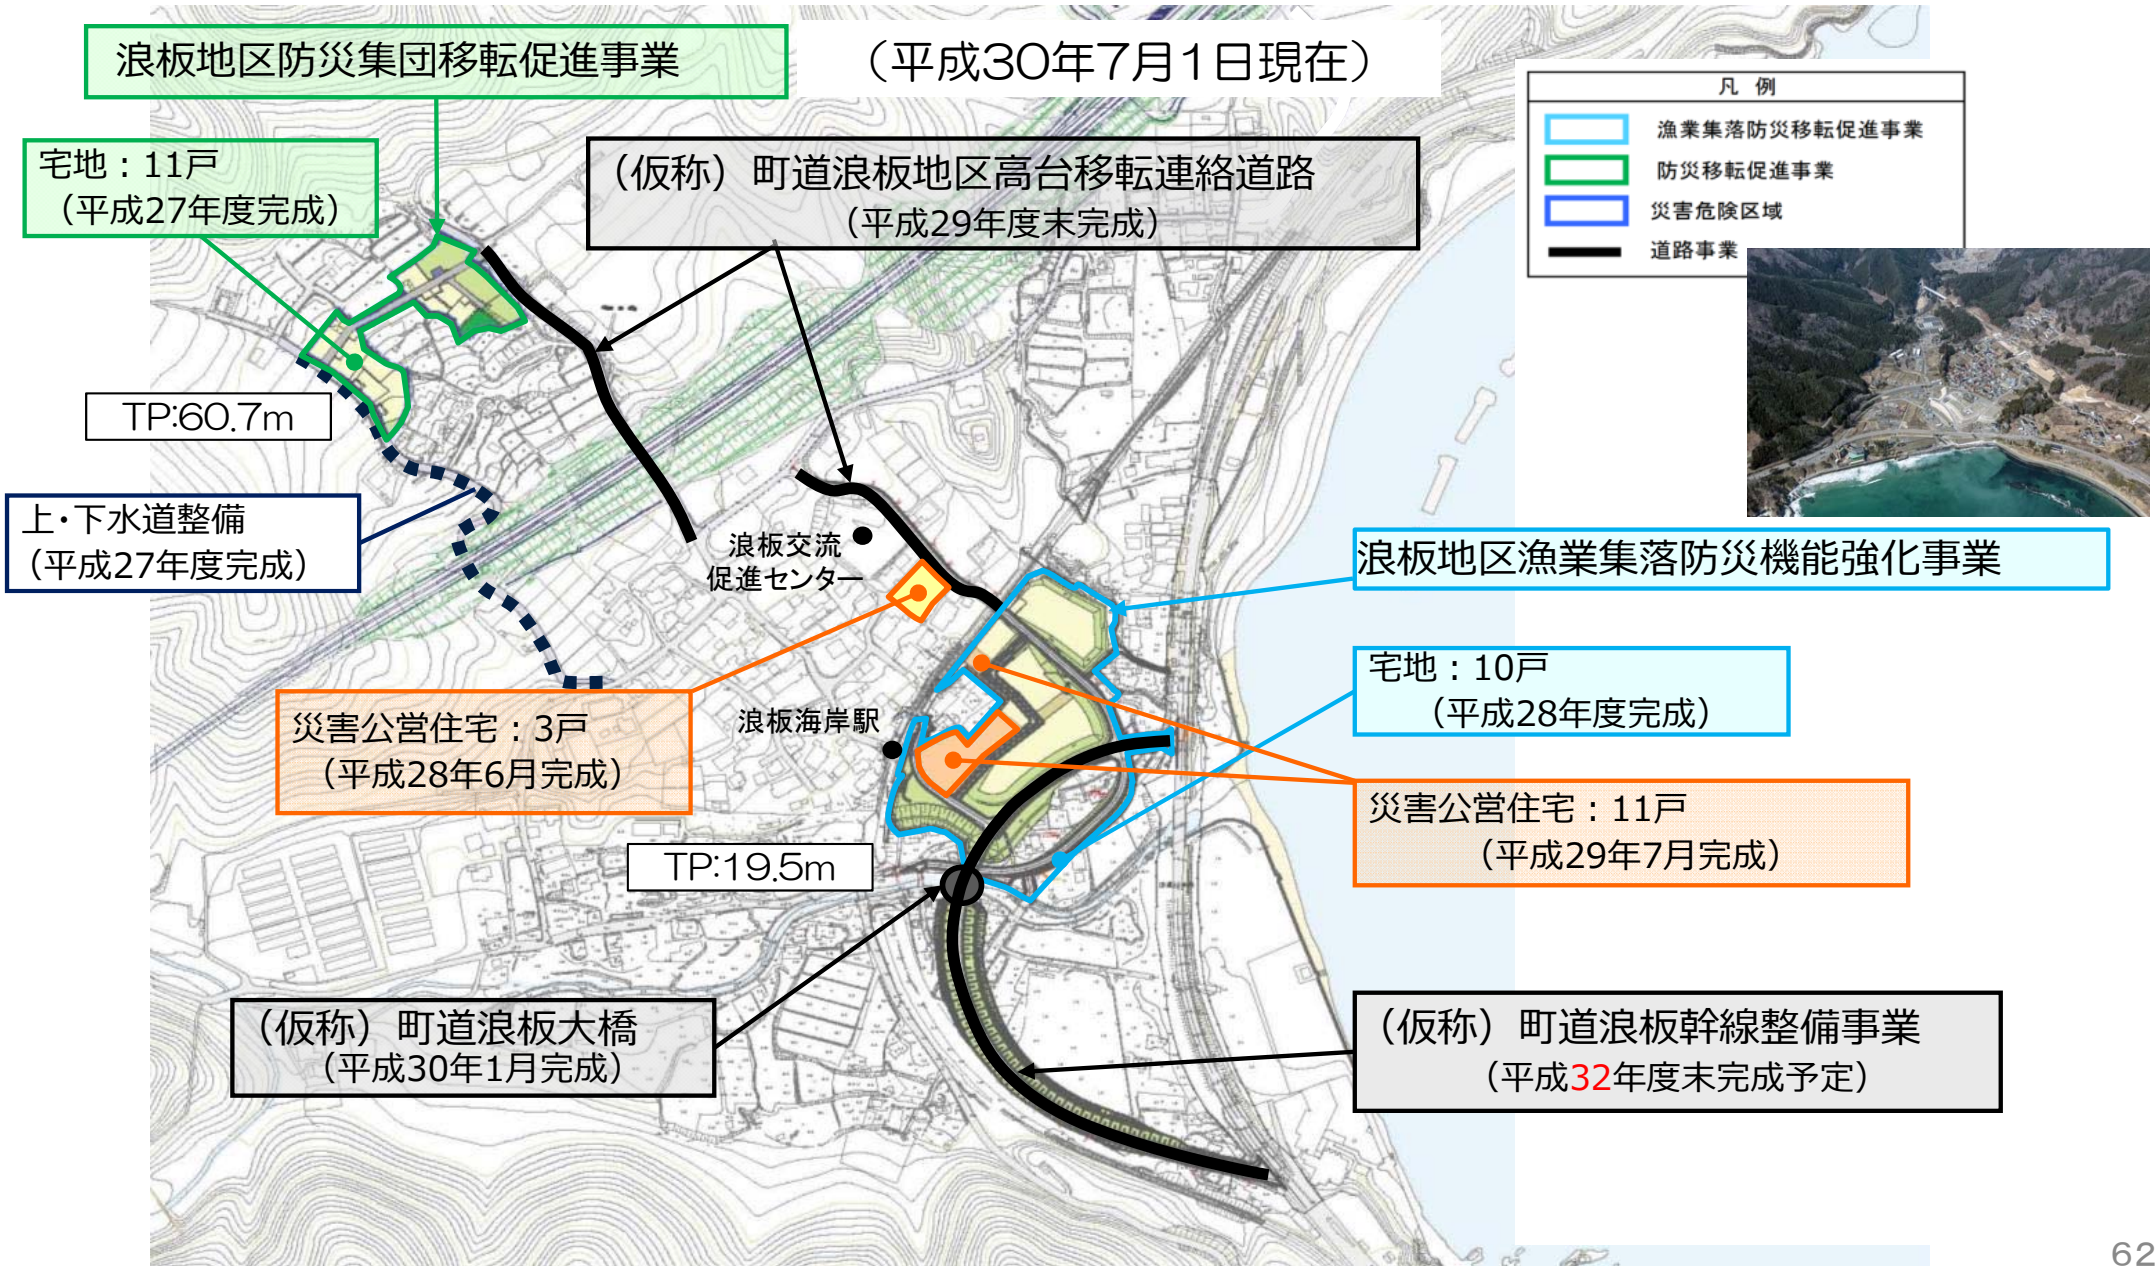 浪板地区防災集団移転促進事業
（平成30年7月1日現在）
凡 例
漁業集落防災移転促進事業
防災移転促進事業
災害危険区域
道路事業
宅地：11戸
（平成27年度完成）
（仮称）町道浪板地区高台移転連絡道路
（平成29年度末完成）
TP:60.7m
上・下水道整備
（平成27年度完成）
浪板交流
促進センター
浪板地区漁業集落防災機能強化事業
宅地：10戸
（平成28年度完成）
災害公営住宅：3戸
（平成28年6月完成）
浪板海岸駅
災害公営住宅：11戸
（平成29年7月完成）
TP:19.5m
（仮称）町道浪板大橋
（平成30年1月完成）
（仮称）町道浪板幹線整備事業
（平成32年度末完成予定）
62